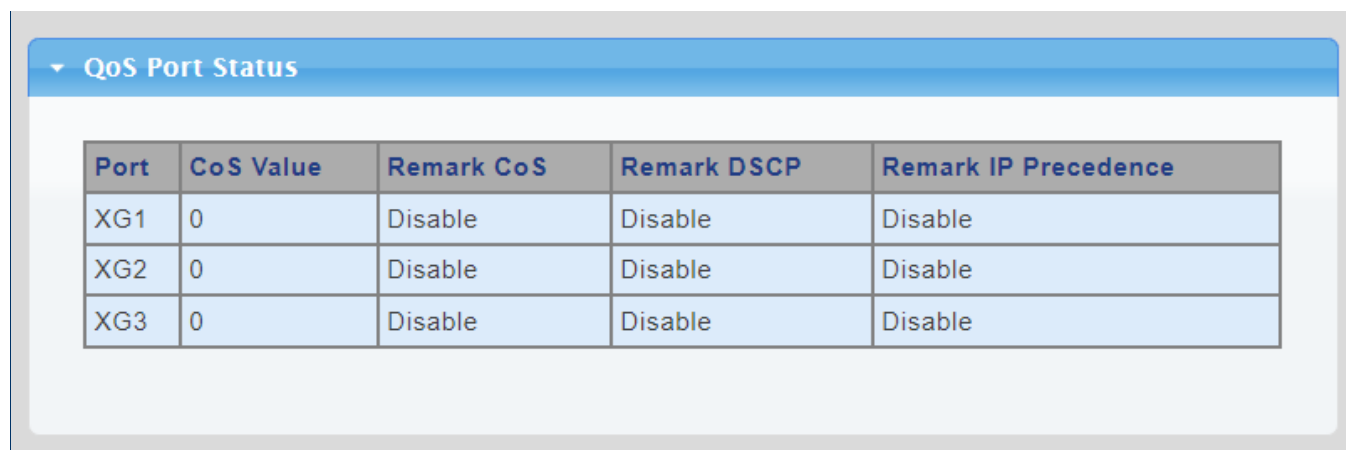 QoS Port Status
Port CoS Value Remark CoS Remark DSCP Remark IP Precedence
XG1 0 Disable Disable Disable
XG2 0 Disable Disable Disable
XG3 0 Disable Disable Disable